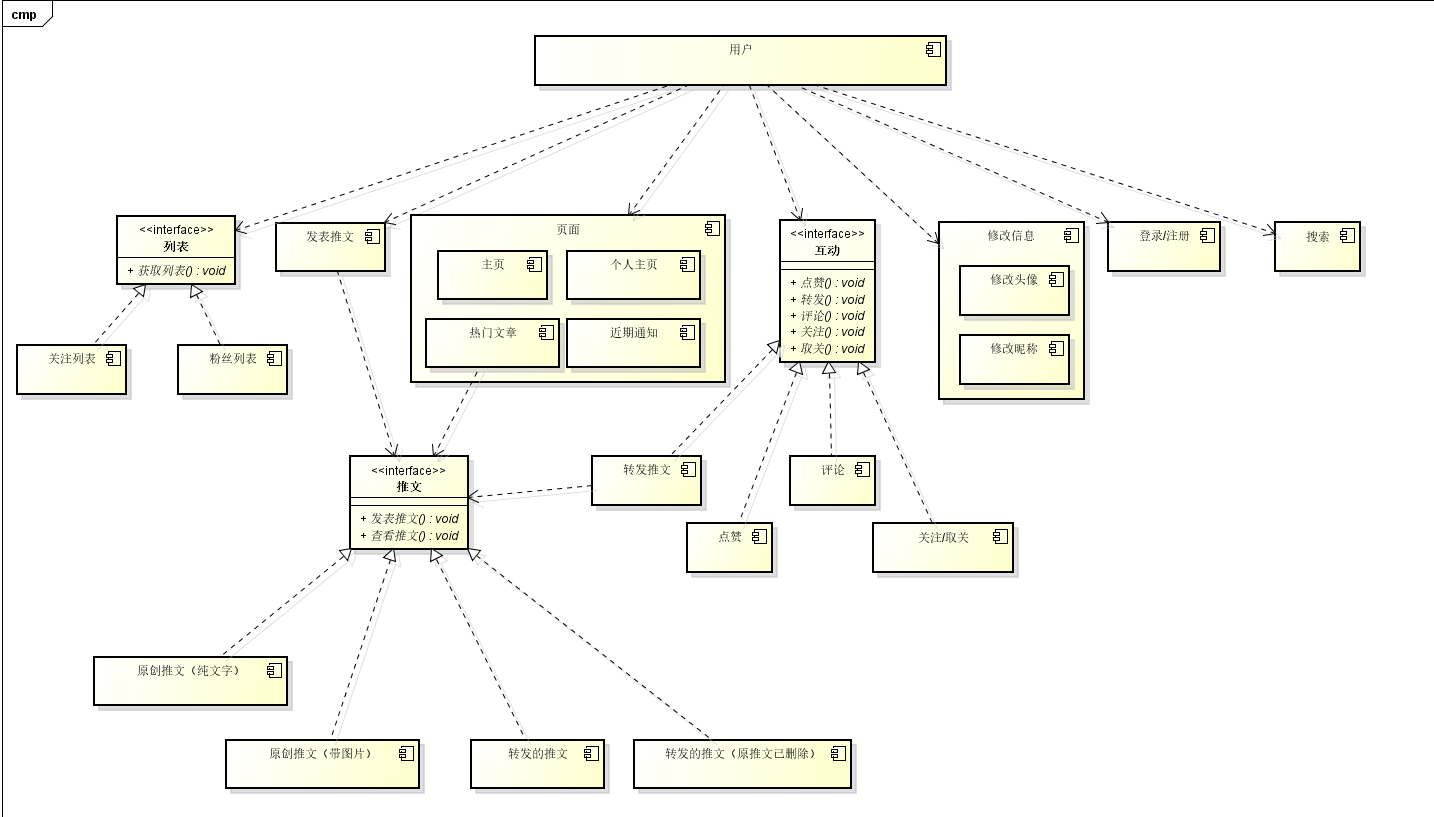 cmp
用户
<<interface>>
列表
+ 获取列表() : void
发表推文
页面
主页
个人主页
热门文章
近期通知
<<interface>>
互动
+ 点赞() : void
+ 转发() : void
+ 评论() : void
+ 关注() : void
+ 取关() : void
修改信息
修改头像
修改昵称
登录/注册
搜索
关注列表
粉丝列表
<<interface>>
推文
+ 发表推文() : void
+ 查看推文() : void
转发推文
评论
点赞
关注/取关
原创推文（纯文字）
原创推文（带图片）
转发的推文
转发的推文（原推文已删除）